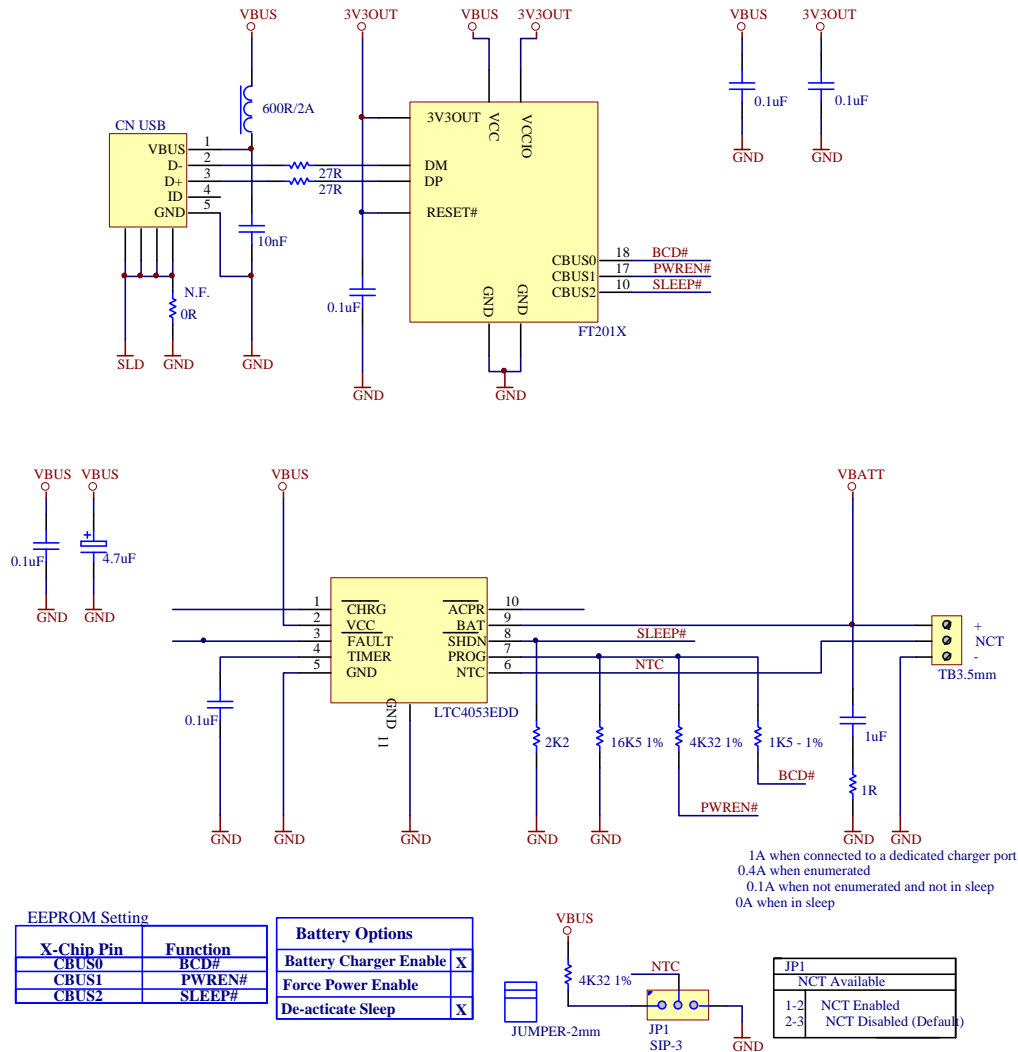 VBUS 3V3OUT VBUS 3V3OUT VBUS 3V3OUT
600R/2A
0.1uF 0.1uF
GND GND
CN USB
VBUS 1
D- 2
D+ 3
ID 4
GND 5
27R
27R
10nF
N.F.
0R
SLD GND GND
0.1uF
GND
3V3OUT
VCC
VCCIO
DM
DP
RESET#
CBUS0 18 BCD#
CBUS1 17 PWREN#
CBUS2 10 SLEEP#
GND
GND
FT201X
GND
VBUS VBUS VBUS VBATT
0.1uF 4.7uF
GND GND
1 CHRG ACPR 10
2 VCC BAT 9
3 FAULT SHDN 8 SLEEP#
4 TIMER PROG 7
5 GND NTC 6 NTC
GND 11
LTC4053EDD
+
NCT
-
TB3.5mm
0.1uF
2K2 16K5 1% 4K32 1% 1K5 - 1% 1uF
BCD#
1R
PWREN#
GND GND GND GND GND GND GND
1A when connected to a dedicated charger port
0.4A when enumerated
0.1A when not enumerated and not in sleep
0A when in sleep
EEPROM Setting
X-Chip Pin Function
CBUS0 BCD#
CBUS1 PWREN#
CBUS2 SLEEP#
Battery Options
Battery Charger Enable X
Force Power Enable
De-acticate Sleep X
VBUS
4K32 1%
NTC
JUMPER-2mm
JP1
SIP-3
GND
JP1
NCT Available
1-2 NCT Enabled
2-3 NCT Disabled (Default)